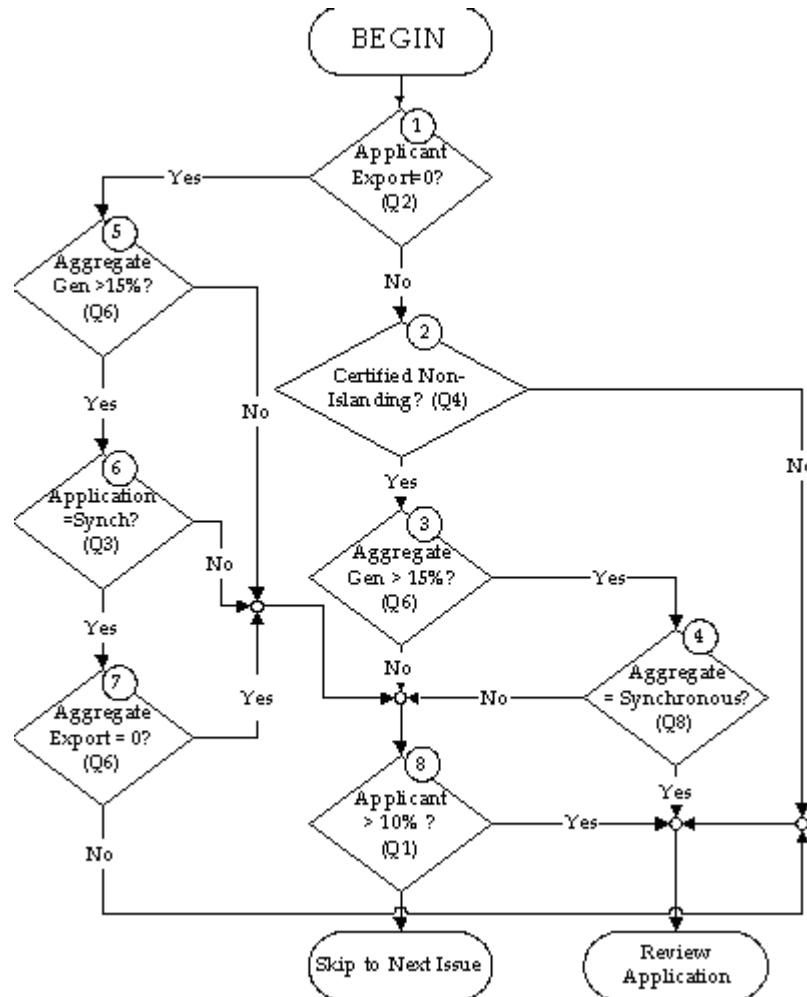 BEGIN
1
Applicant
Export=0?
(Q2)
Yes
No
5
Aggregate
Gen >15%?
(Q6)
Yes
No
2
Certified Non-
Islanding? (Q4)
Yes
No
6
Application
=Synch?
(Q3)
No
Yes
3
Aggregate
Gen > 15%?
(Q6)
Yes
No
7
Aggregate
Export = 0?
(Q6)
Yes
No
4
Aggregate
= Synchronous?
(Q8)
No
Yes
8
Applicant
> 10% ?
(Q1)
Yes
Skip to Next Issue
Review
Application